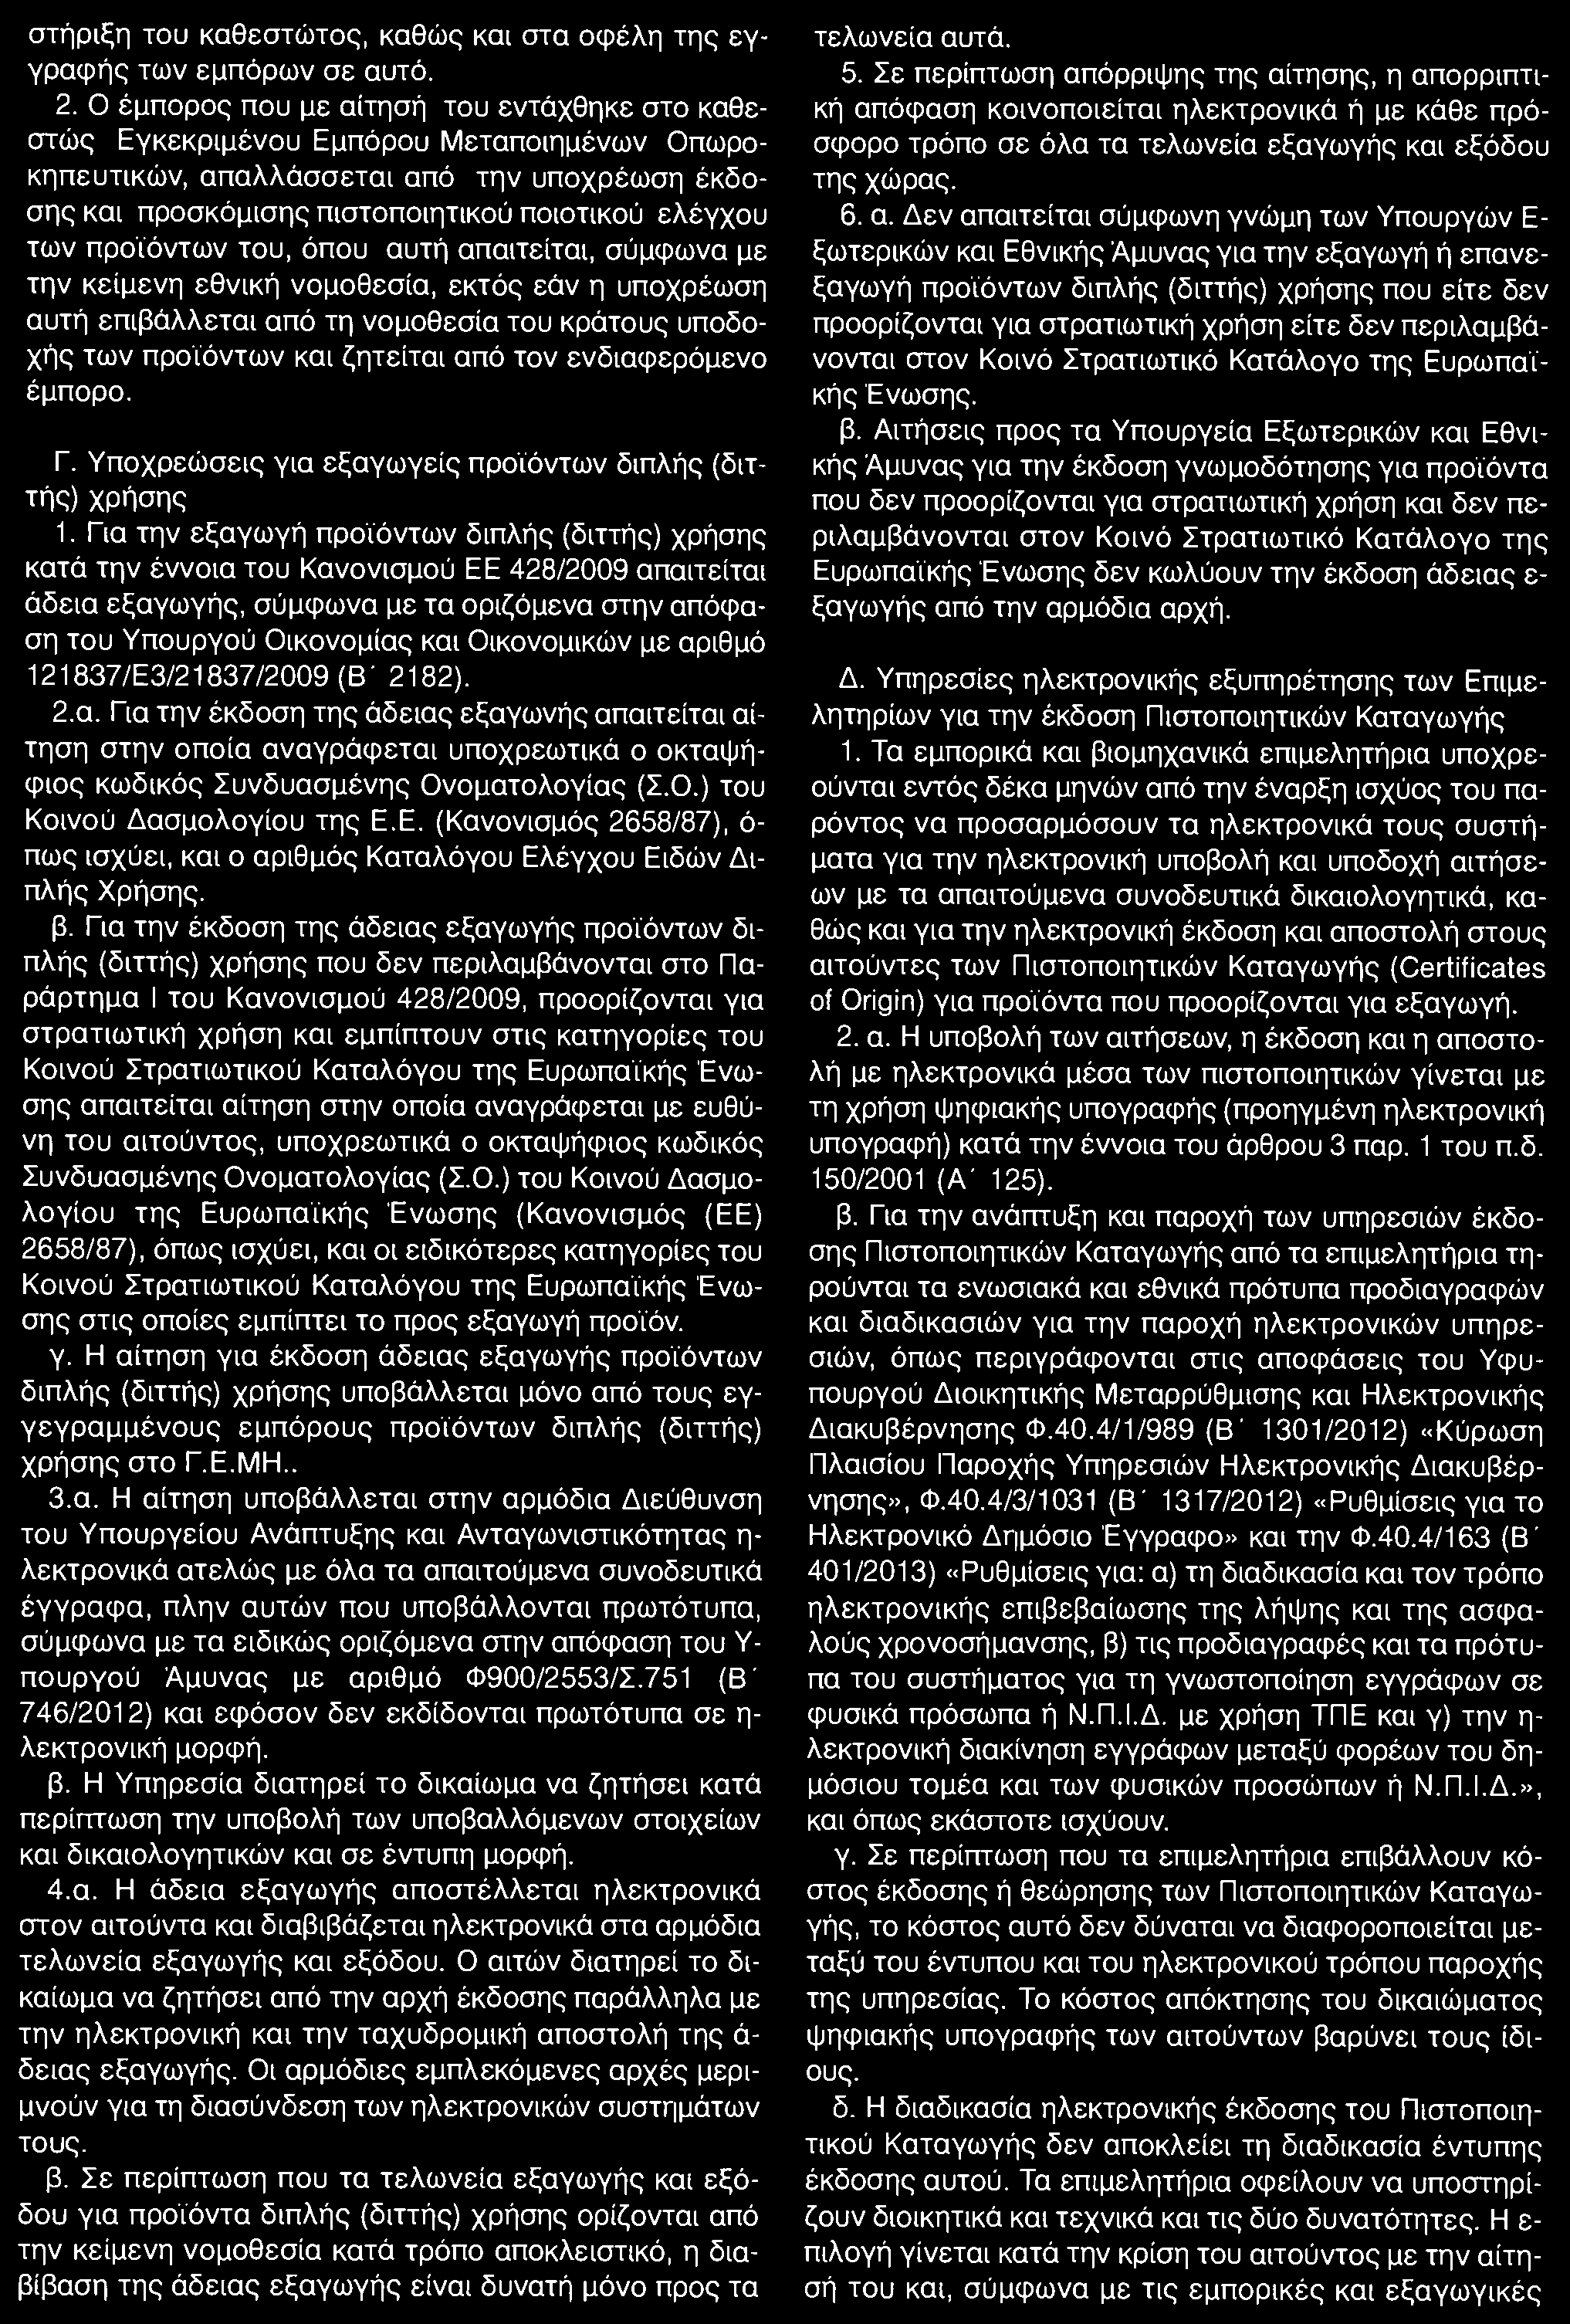 στήριξη του καθεστώτος, καθώς και στα οφέλη της εγ-
γραφής των εμπόρων σε αυτό.
2. Ο έμπορος που με αίτησή του εντάχθηκε στο καθε-
στώς Εγκεκριμένου Εμπόρου Μεταποιημένων Οπωρο-
κηπευτικών, απαλλάσσεται από την υποχρέωση έκδο-
σης και προσκόμισης πιστοποιητικού ποιοτικού ελέγχου
των προϊόντων του, όπου αυτή απαιτείται, σύμφωνα με
την κείμενη εθνική νομοθεσία, εκτός εάν η υποχρέωση
αυτή επιβάλλεται από τη νομοθεσία του κράτους υποδο-
χής των προϊόντων και ζητείται από τον ενδιαφερόμενο
έμπορο.
Γ. Υποχρεώσεις για εξαγωγείς προϊόντων διπλής (διτ-
τής) χρήσης
1. Για την εξαγωγή προϊόντων διπλής (διττής) χρήσης
κατά την έννοια του Κανονισμού ΕΕ 428/2009 απαιτείται
άδεια εξαγωγής, σύμφωνα με τα οριζόμενα στην απόφα-
ση του Υπουργού Οικονομίας και Οικονομικών με αριθμό
121837/Ε3/21837/2009 (Β΄ 2182).
2.α. Για την έκδοση της άδειας εξαγωνής απαιτείται αί-
τηση στην οποία αναγράφεται υποχρεωτικά ο οκταψή-
φιος κωδικός Συνδυασμένης Ονοματολογίας (Σ.Ο.) του
Κοινού Δασμολογίου της Ε.Ε. (Κανονισμός 2658/87), ό-
πως ισχύει, και ο αριθμός Καταλόγου Ελέγχου Ειδών Δι-
πλής Χρήσης.
β. Για την έκδοση της άδειας εξαγωγής προϊόντων δι-
πλής (διττής) χρήσης που δεν περιλαμβάνονται στο Πα-
ράρτημα Ι του Κανονισμού 428/2009, προορίζονται για
στρατιωτική χρήση και εμπίπτουν στις κατηγορίες του
Κοινού Στρατιωτικού Καταλόγου της Ευρωπαϊκής Ένω-
σης απαιτείται αίτηση στην οποία αναγράφεται με ευθύ-
νη του αιτούντος, υποχρεωτικά ο οκταψήφιος κωδικός
Συνδυασμένης Ονοματολογίας (Σ.Ο.) του Κοινού Δασμο-
λογίου της Ευρωπαϊκής Ένωσης (Κανονισμός (ΕΕ)
2658/87), όπως ισχύει, και οι ειδικότερες κατηγορίες του
Κοινού Στρατιωτικού Καταλόγου της Ευρωπαϊκής Ένω-
σης στις οποίες εμπίπτει το προς εξαγωγή προϊόν.
γ. Η αίτηση για έκδοση άδειας εξαγωγής προϊόντων
διπλής (διττής) χρήσης υποβάλλεται μόνο από τους εγ-
γεγραμμένους εμπόρους προϊόντων διπλής (διττής)
χρήσης στο Γ.Ε.ΜΗ..
3.α. Η αίτηση υποβάλλεται στην αρμόδια Διεύθυνση
του Υπουργείου Ανάπτυξης και Ανταγωνιστικότητας η-
λεκτρονικά ατελώς με όλα τα απαιτούμενα συνοδευτικά
έγγραφα, πλην αυτών που υποβάλλονται πρωτότυπα,
σύμφωνα με τα ειδικώς οριζόμενα στην απόφαση του Υ-
πουργού Άμυνας με αριθμό Φ900/2553/Σ.751 (Β΄
746/2012) και εφόσον δεν εκδίδονται πρωτότυπα σε η-
λεκτρονική μορφή.
β. Η Υπηρεσία διατηρεί το δικαίωμα να ζητήσει κατά
περίπτωση την υποβολή των υποβαλλόμενων στοιχείων
και δικαιολογητικών και σε έντυπη μορφή.
4.α. Η άδεια εξαγωγής αποστέλλεται ηλεκτρονικά
στον αιτούντα και διαβιβάζεται ηλεκτρονικά στα αρμόδια
τελωνεία εξαγωγής και εξόδου. Ο αιτών διατηρεί το δι-
καίωμα να ζητήσει από την αρχή έκδοσης παράλληλα με
την ηλεκτρονική και την ταχυδρομική αποστολή της ά-
δειας εξαγωγής. Οι αρμόδιες εμπλεκόμενες αρχές μερι-
μνούν για τη διασύνδεση των ηλεκτρονικών συστημάτων
τους.
β. Σε περίπτωση που τα τελωνεία εξαγωγής και εξό-
δου για προϊόντα διπλής (διττής) χρήσης ορίζονται από
την κείμενη νομοθεσία κατά τρόπο αποκλειστικό, η δια-
βίβαση της άδειας εξαγωγής είναι δυνατή μόνο προς τα
τελωνεία αυτά.
5. Σε περίπτωση απόρριψης της αίτησης, η απορριπτι-
κή απόφαση κοινοποιείται ηλεκτρονικά ή με κάθε πρό-
σφορο τρόπο σε όλα τα τελωνεία εξαγωγής και εξόδου
της χώρας.
6. α. Δεν απαιτείται σύμφωνη γνώμη των Υπουργών Ε-
ξωτερικών και Εθνικής Άμυνας για την εξαγωγή ή επανε-
ξαγωγή προϊόντων διπλής (διττής) χρήσης που είτε δεν
προορίζονται για στρατιωτική χρήση είτε δεν περιλαμβά-
νονται στον Κοινό Στρατιωτικό Κατάλογο της Ευρωπαϊ-
κής Ένωσης.
β. Αιτήσεις προς τα Υπουργεία Εξωτερικών και Εθνι-
κής Άμυνας για την έκδοση γνωμοδότησης για προϊόντα
που δεν προορίζονται για στρατιωτική χρήση και δεν πε-
ριλαμβάνονται στον Κοινό Στρατιωτικό Κατάλογο της
Ευρωπαϊκής Ένωσης δεν κωλύουν την έκδοση άδειας ε-
ξαγωγής από την αρμόδια αρχή.
Δ. Υπηρεσίες ηλεκτρονικής εξυπηρέτησης των Επιμε-
λητηρίων για την έκδοση Πιστοποιητικών Καταγωγής
1. Τα εμπορικά και βιομηχανικά επιμελητήρια υποχρε-
ούνται εντός δέκα μηνών από την έναρξη ισχύος του πα-
ρόντος να προσαρμόσουν τα ηλεκτρονικά τους συστή-
ματα για την ηλεκτρονική υποβολή και υποδοχή αιτήσε-
ων με τα απαιτούμενα συνοδευτικά δικαιολογητικά, κα-
θώς και για την ηλεκτρονική έκδοση και αποστολή στους
αιτούντες των Πιστοποιητικών Καταγωγής (Certificates
of Origin) για προϊόντα που προορίζονται για εξαγωγή.
2. α. Η υποβολή των αιτήσεων, η έκδοση και η αποστο-
λή με ηλεκτρονικά μέσα των πιστοποιητικών γίνεται με
τη χρήση ψηφιακής υπογραφής (προηγμένη ηλεκτρονική
υπογραφή) κατά την έννοια του άρθρου 3 παρ. 1 του π.δ.
150/2001 (Α΄ 125).
β. Για την ανάπτυξη και παροχή των υπηρεσιών έκδο-
σης Πιστοποιητικών Καταγωγής από τα επιμελητήρια τη-
ρούνται τα ενωσιακά και εθνικά πρότυπα προδιαγραφών
και διαδικασιών για την παροχή ηλεκτρονικών υπηρε-
σιών, όπως περιγράφονται στις αποφάσεις του Υφυ-
πουργού Διοικητικής Μεταρρύθμισης και Ηλεκτρονικής
Διακυβέρνησης Φ.40.4/1/989 (Β΄ 1301/2012) «Κύρωση
Πλαισίου Παροχής Υπηρεσιών Ηλεκτρονικής Διακυβέρ-
νησης», Φ.40.4/3/1031 (Β΄ 1317/2012) «Ρυθμίσεις για το
Ηλεκτρονικό Δημόσιο Έγγραφο» και την Φ.40.4/163 (Β΄
401/2013) «Ρυθμίσεις για: α) τη διαδικασία και τον τρόπο
ηλεκτρονικής επιβεβαίωσης της λήψης και της ασφα-
λούς χρονοσήμανσης, β) τις προδιαγραφές και τα πρότυ-
πα του συστήματος για τη γνωστοποίηση εγγράφων σε
φυσικά πρόσωπα ή Ν.Π.Ι.Δ. με χρήση ΤΠΕ και γ) την η-
λεκτρονική διακίνηση εγγράφων μεταξύ φορέων του δη-
μόσιου τομέα και των φυσικών προσώπων ή Ν.Π.Ι.Δ.»,
και όπως εκάστοτε ισχύουν.
γ. Σε περίπτωση που τα επιμελητήρια επιβάλλουν κό-
στος έκδοσης ή θεώρησης των Πιστοποιητικών Καταγω-
γής, το κόστος αυτό δεν δύναται να διαφοροποιείται με-
ταξύ του έντυπου και του ηλεκτρονικού τρόπου παροχής
της υπηρεσίας. Το κόστος απόκτησης του δικαιώματος
ψηφιακής υπογραφής των αιτούντων βαρύνει τους ίδι-
ους.
δ. Η διαδικασία ηλεκτρονικής έκδοσης του Πιστοποιη-
τικού Καταγωγής δεν αποκλείει τη διαδικασία έντυπης
έκδοσης αυτού. Τα επιμελητήρια οφείλουν να υποστηρί-
ζουν διοικητικά και τεχνικά και τις δύο δυνατότητες. Η ε-
πιλογή γίνεται κατά την κρίση του αιτούντος με την αίτη-
σή του και, σύμφωνα με τις εμπορικές και εξαγωγικές